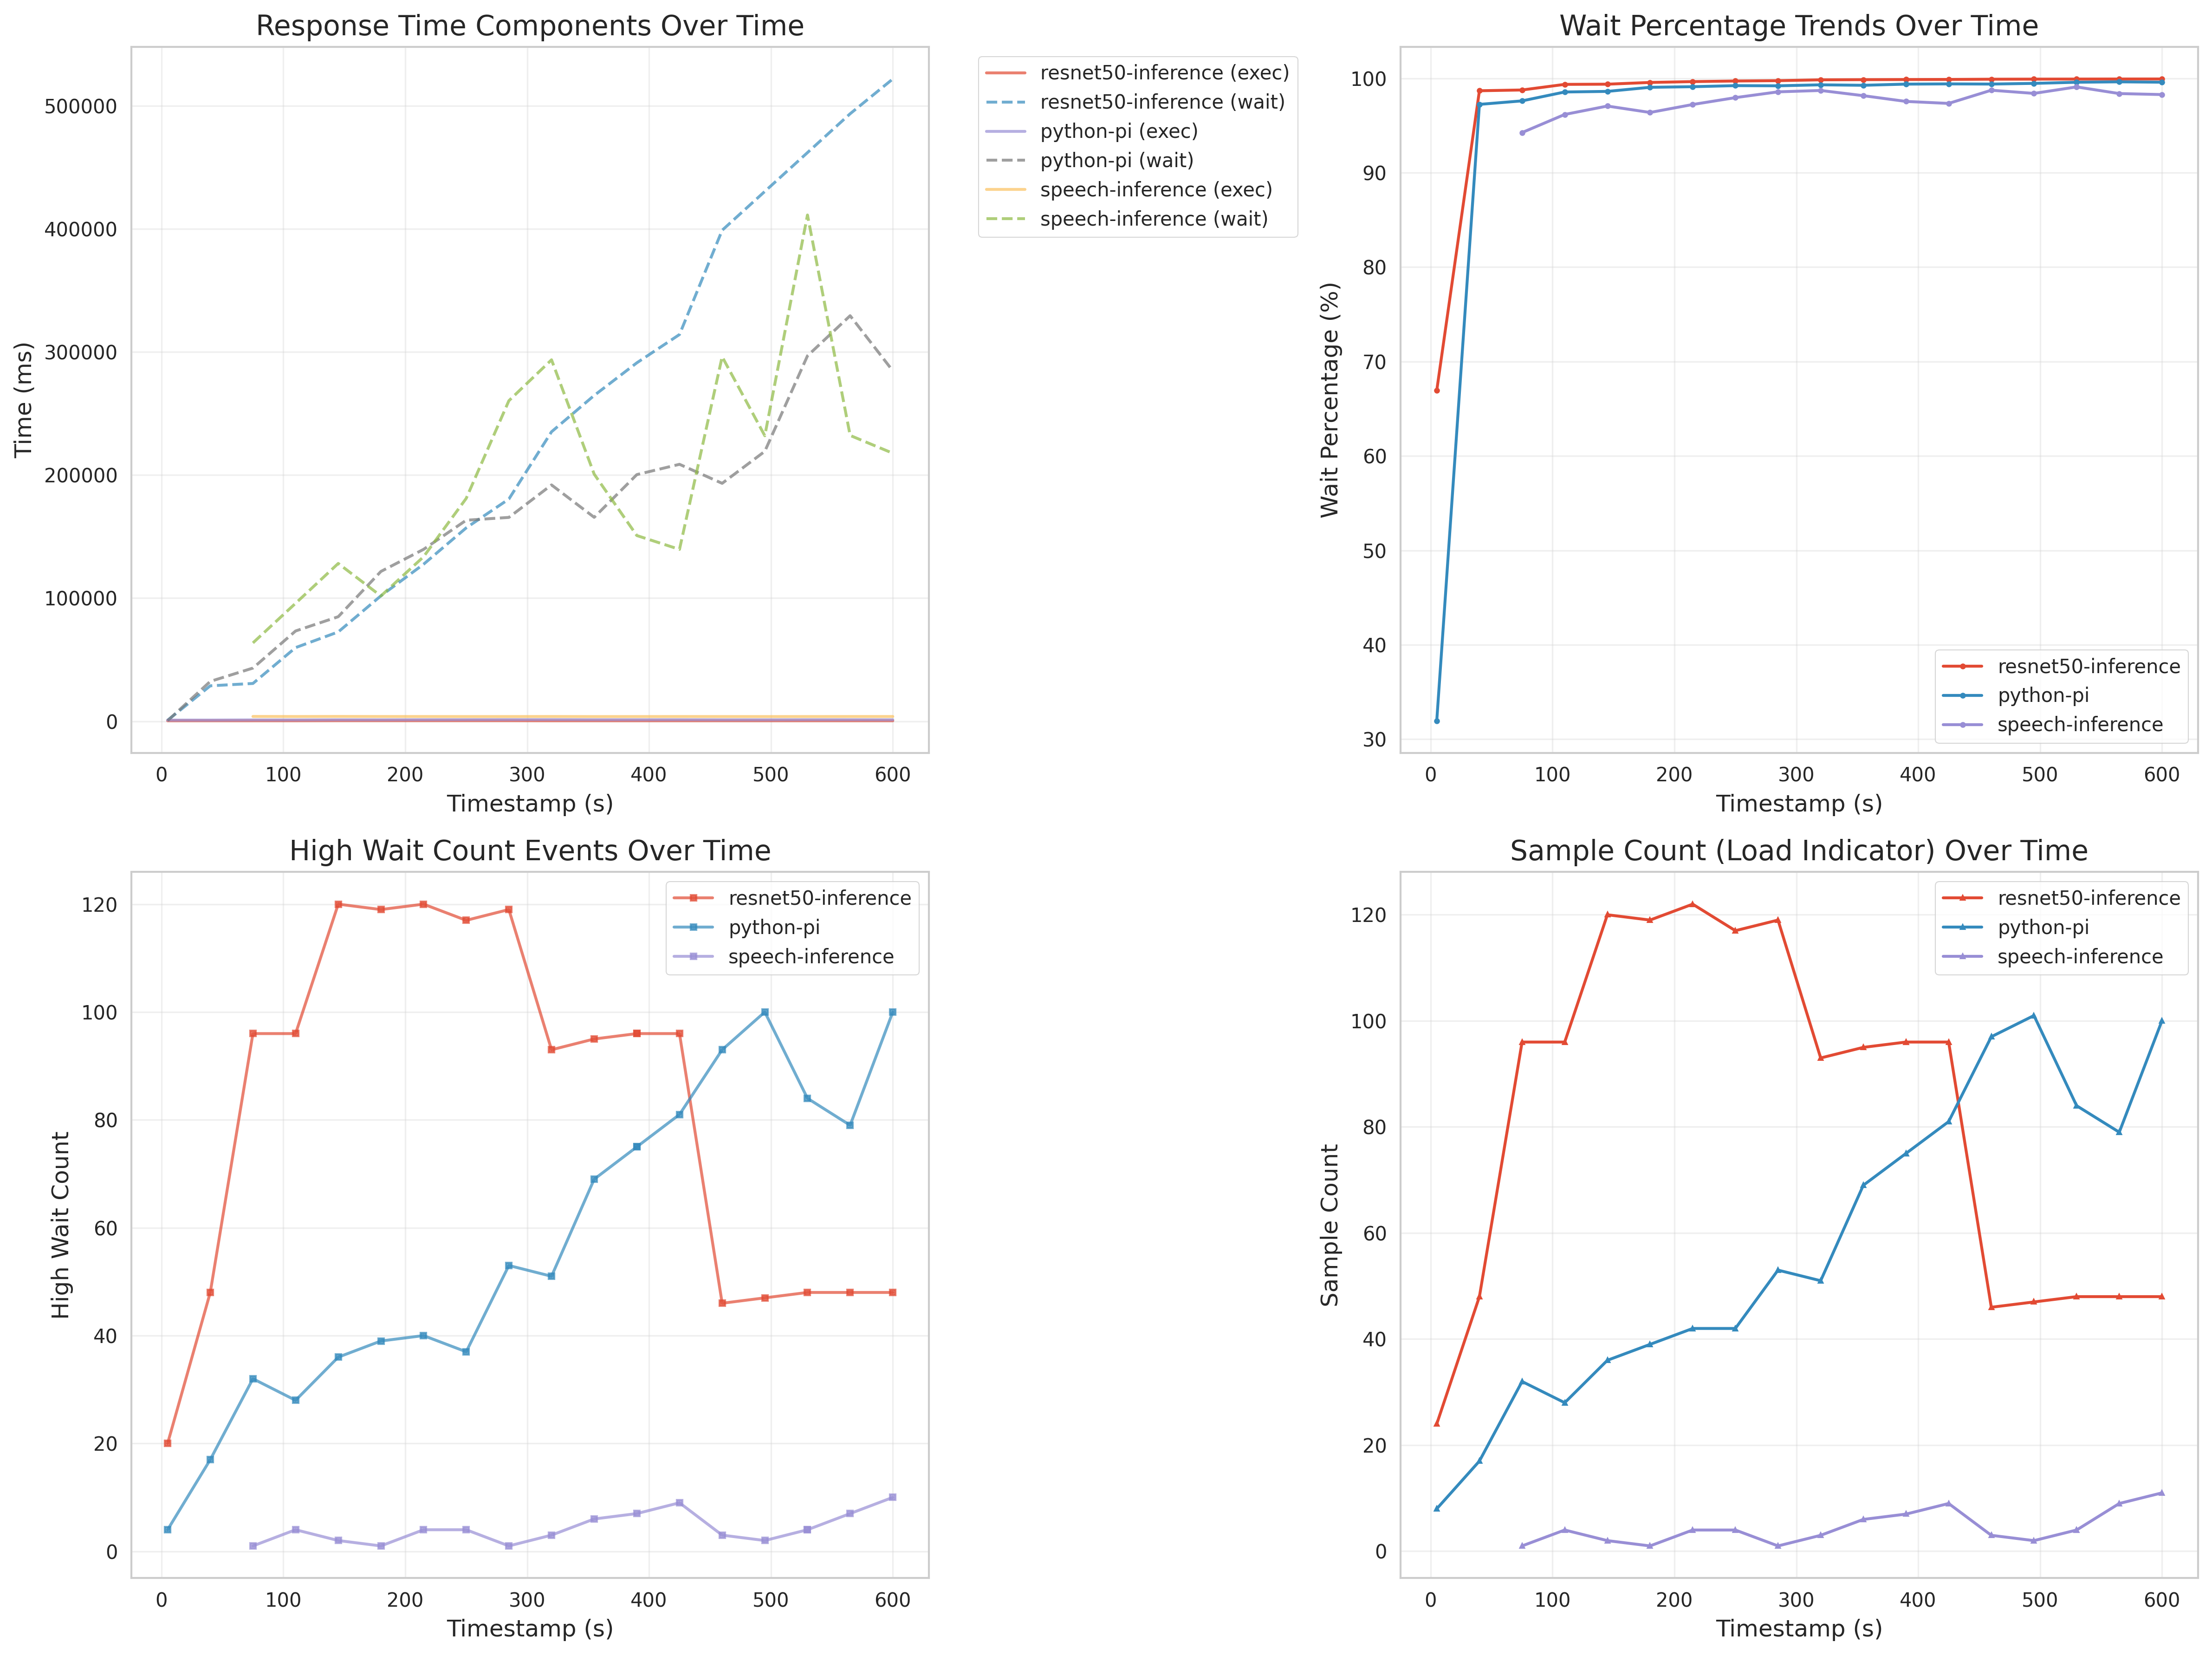 Response Time Components Over Time
Time (ms)
500000
400000
300000
200000
100000
0
0 100 200 300 400 500 600
Timestamp (s)
resnet50-inference (exec)
resnet50-inference (wait)
python-pi (exec)
python-pi (wait)
speech-inference (exec)
speech-inference (wait)
Wait Percentage Trends Over Time
Wait Percentage (%)
100
90
80
70
60
50
40
30
0 100 200 300 400 500 600
Timestamp (s)
resnet50-inference
python-pi
speech-inference
High Wait Count Events Over Time
High Wait Count
120
100
80
60
40
20
0
0 100 200 300 400 500 600
Timestamp (s)
resnet50-inference
python-pi
speech-inference
Sample Count (Load Indicator) Over Time
Sample Count
120
100
80
60
40
20
0
0 100 200 300 400 500 600
Timestamp (s)
resnet50-inference
python-pi
speech-inference